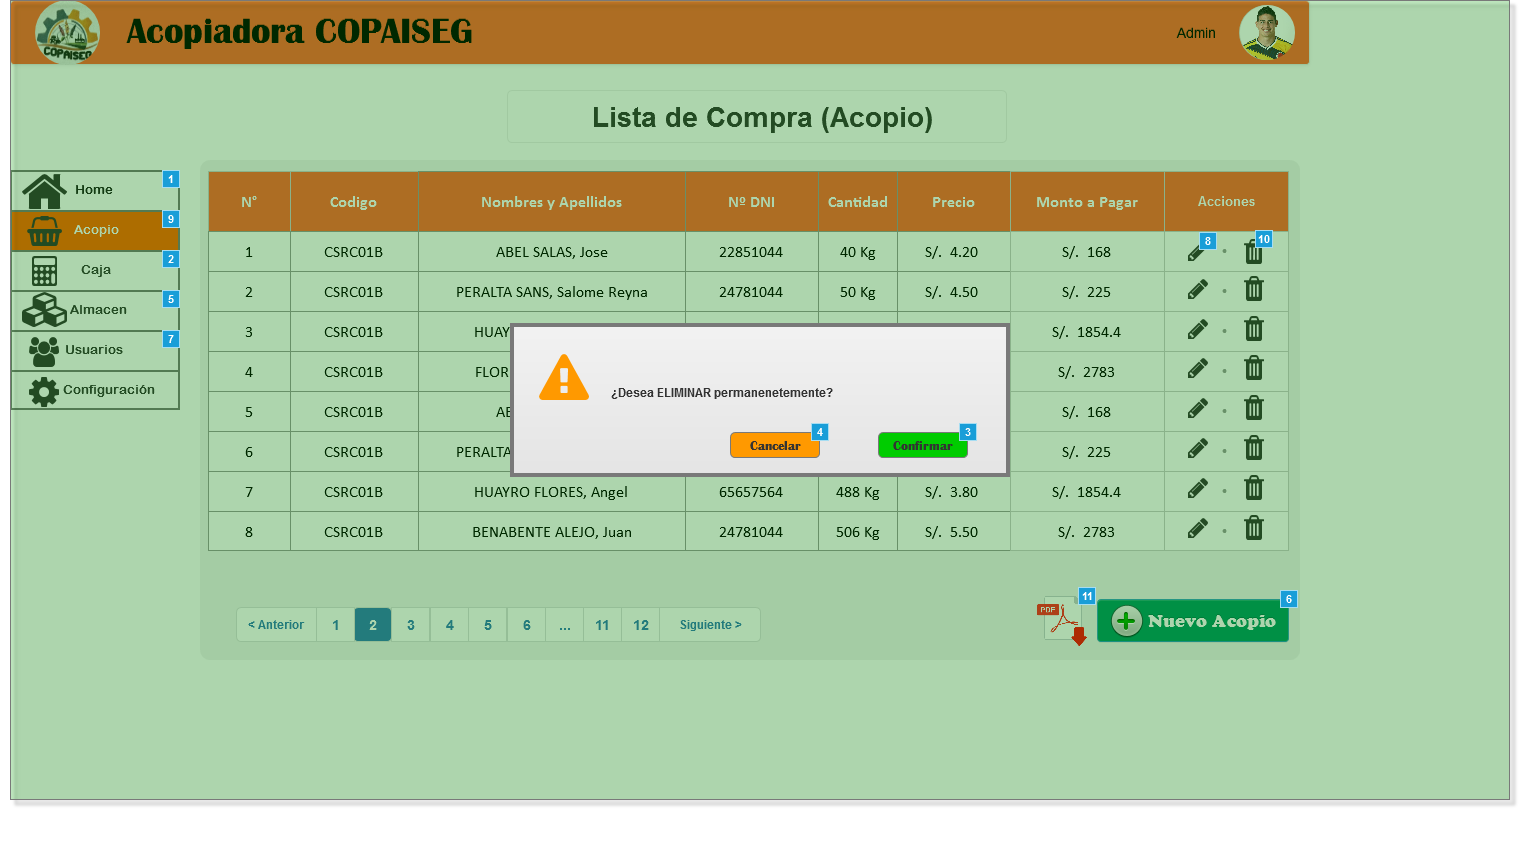 COPAISEG
Acopiadora COPAISEG
Admin
Lista de Compra (Acopio)
Home 1
Acopio 9
Caja 2
Almacen 5
Usuarios 7
Configuración
N° Codigo Nombres y Apellidos Nº DNI Cantidad Precio Monto a Pagar Acciones
1 CSRC01B ABEL SALAS, Jose 22851044 40 Kg S/. 4.20 S/. 168 8 10
2 CSRC01B PERALTA SANS, Salome Reyna 24781044 50 Kg S/. 4.50 S/. 225
3 CSRC01B HUAY S/. 1854.4
4 CSRC01B FLOR S/. 2783
5 CSRC01B AB S/. 168
6 CSRC01B PERALTA S/. 225
7 CSRC01B HUAYRO FLORES, Angel 65657564 488 Kg S/. 3.80 S/. 1854.4
8 CSRC01B BENABENTE ALEJO, Juan 24781044 506 Kg S/. 5.50 S/. 2783
¿Desea ELIMINAR permanenetemente?
Cancelar 4
Confirmar 3
< Anterior 1 2 3 4 5 6 ... 11 12 Siguiente >
PDF 11
Nuevo Acopio 6